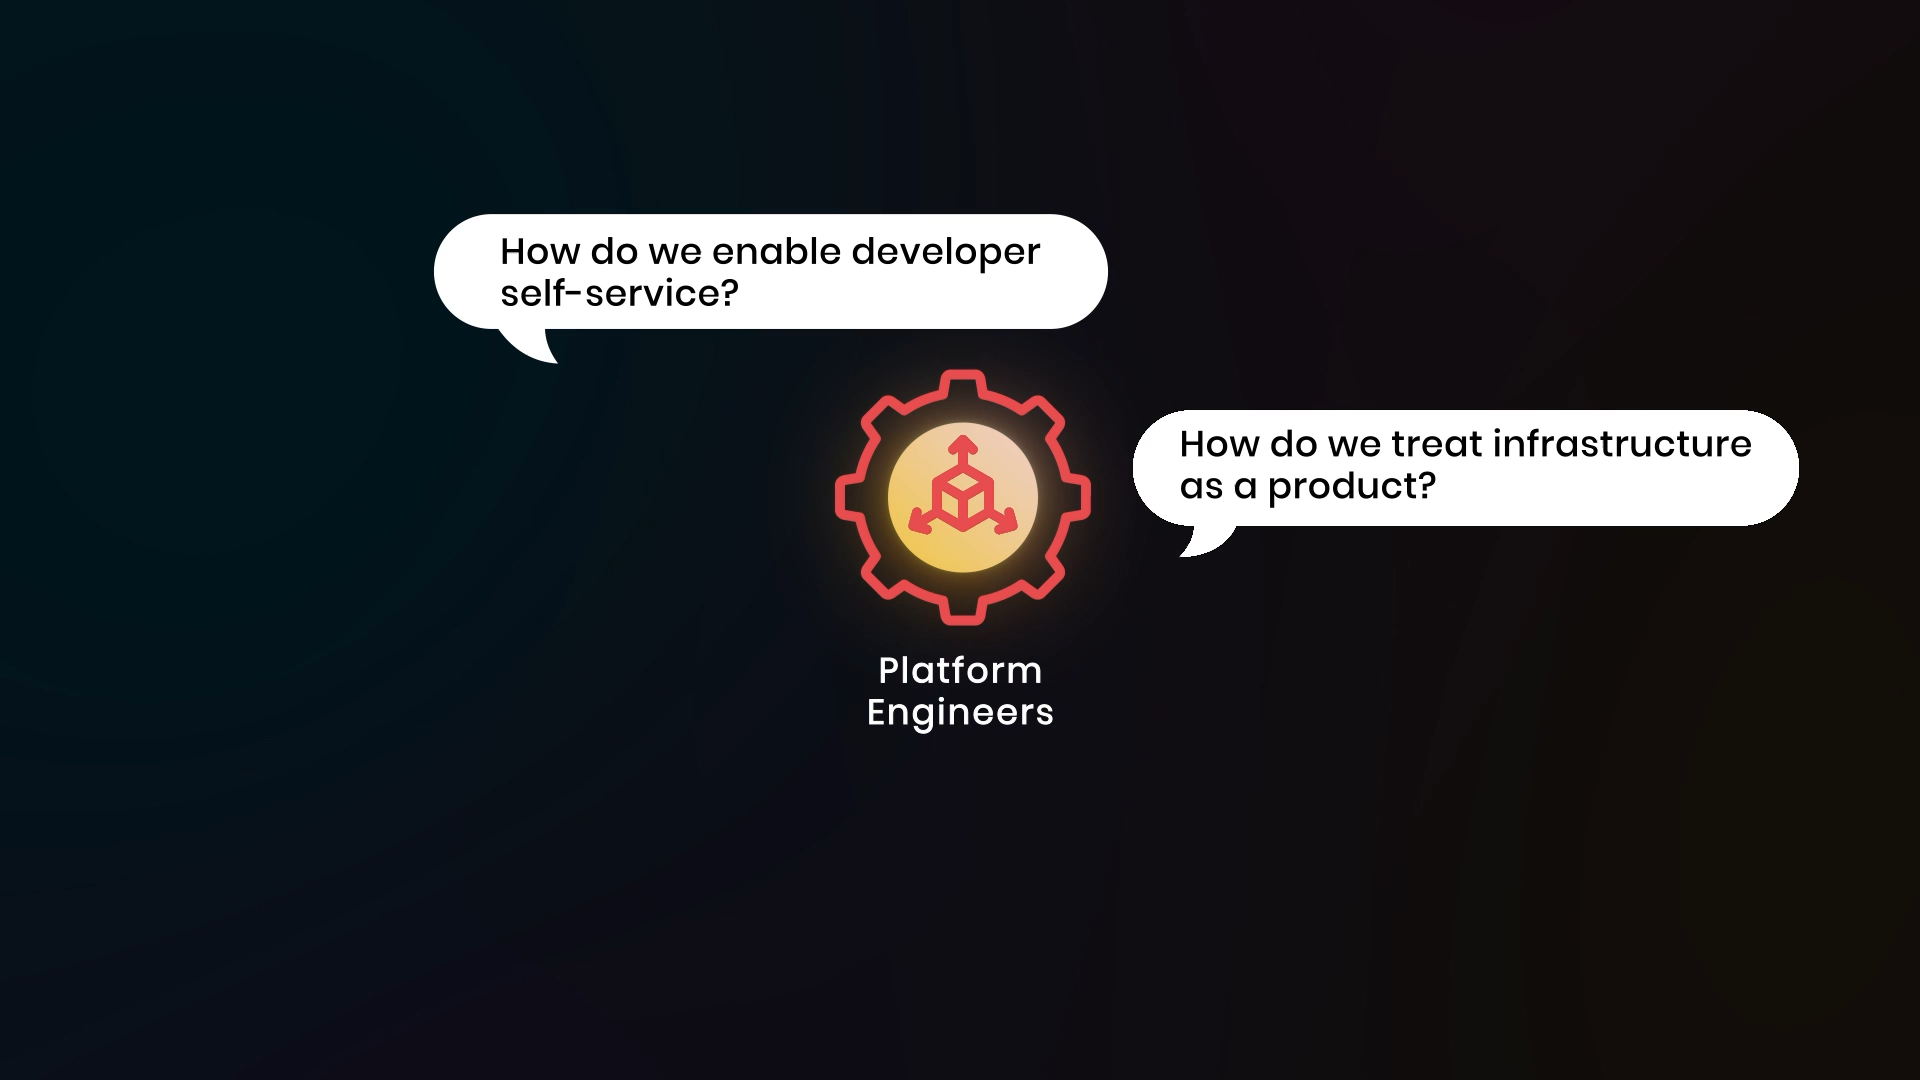 How do we enable developer
self-service?
How do we treat infrastructure
as a product?
Platform
Engineers